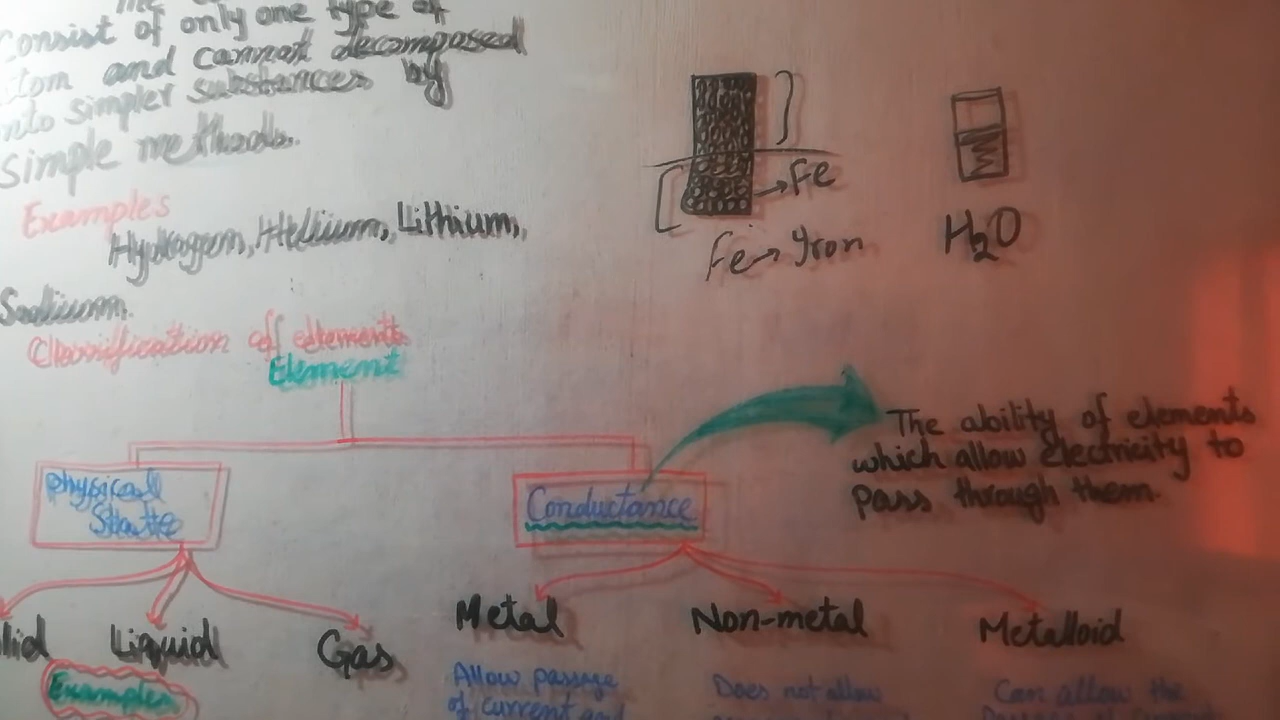 Consist of only one type of
atom and cannot decomposed
into simpler substances by
simple methods.
Examples
Hydrogen, Helium, Lithium,
Sodium.
Fe
Fe → Iron
H2O
Classification of elements
Element
physical
State
Conductance
The ability of elements
which allow electricity to
pass through them.
lid
Liquid
Gas
Metal
Non-metal
Metalloid
Examples
Allow passage
of current and
Does not allow
Can allow the